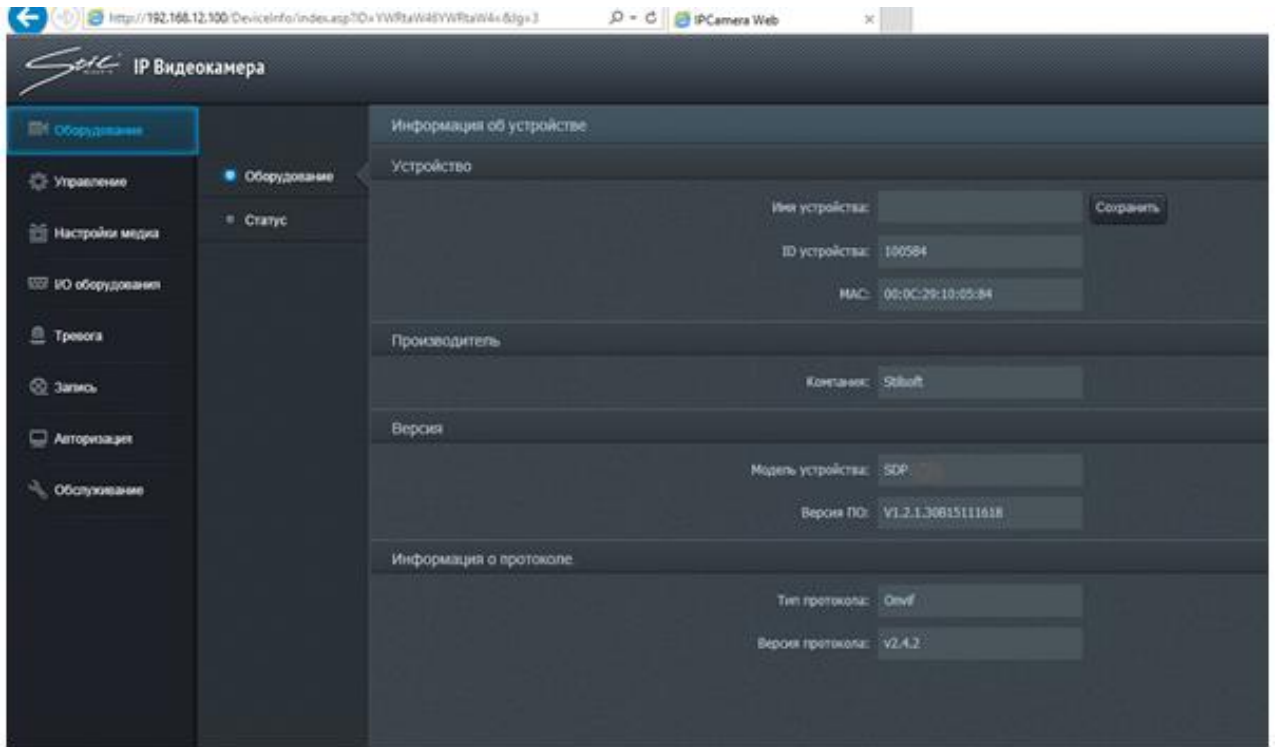 http://192.168.12.100/DeviceInfo/index.asp?ID=YWRtaW46YWRtaW4=&lg=3
IPCamera Web
Stilsoft IP Видеокамера
Оборудование
Управление
Настройки медиа
I/O оборудования
Тревога
Запись
Авторизация
Обслуживание
Оборудование
Статус
Информация об устройстве
Устройство
Имя устройства:
Сохранить
ID устройства: 100584
MAC: 00:0C:29:10:05:84
Производитель
Компания: Stilsoft
Версия
Модель устройства: SDP
Версия ПО: V1.2.1.30B15111618
Информация о протоколе
Тип протокола: Onvif
Версия протокола: v2.4.2